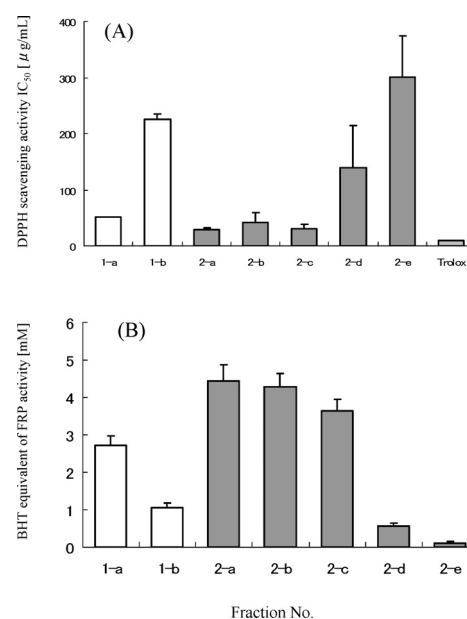 (A)
DPPH scavenging activity IC50 [μg/mL]
400
300
200
100
0
1-a 1-b 2-a 2-b 2-c 2-d 2-e Trolox
(B)
BHT equivalent of FRP activity [mM]
6
5
4
3
2
1
0
1-a 1-b 2-a 2-b 2-c 2-d 2-e
Fraction No.